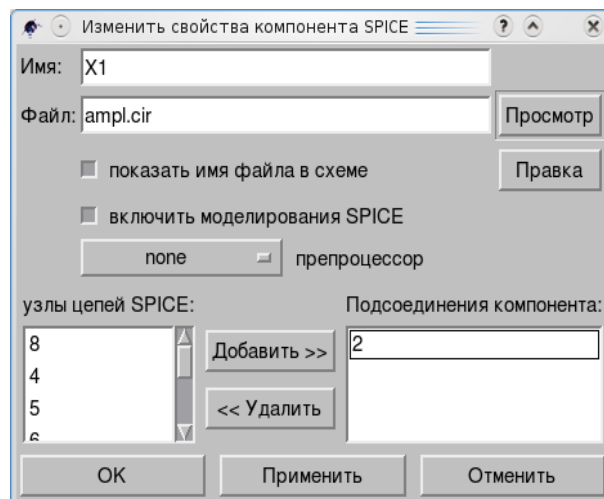 Изменить свойства компонента SPICE
Имя: X1
Файл: ampl.cir Просмотр
показать имя файла в схеме Правка
включить моделирования SPICE
none препроцессор
узлы цепей SPICE: Подсоединения компонента:
8 Добавить >> 2
4
5 << Удалить
6
OK Применить Отменить